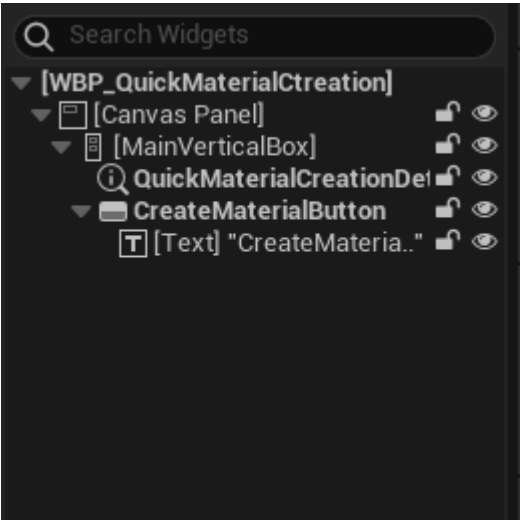 Search Widgets
[WBP_QuickMaterialCtreation]
[Canvas Panel]
[MainVerticalBox]
QuickMaterialCreationDet
CreateMaterialButton
[Text] "CreateMateria.."